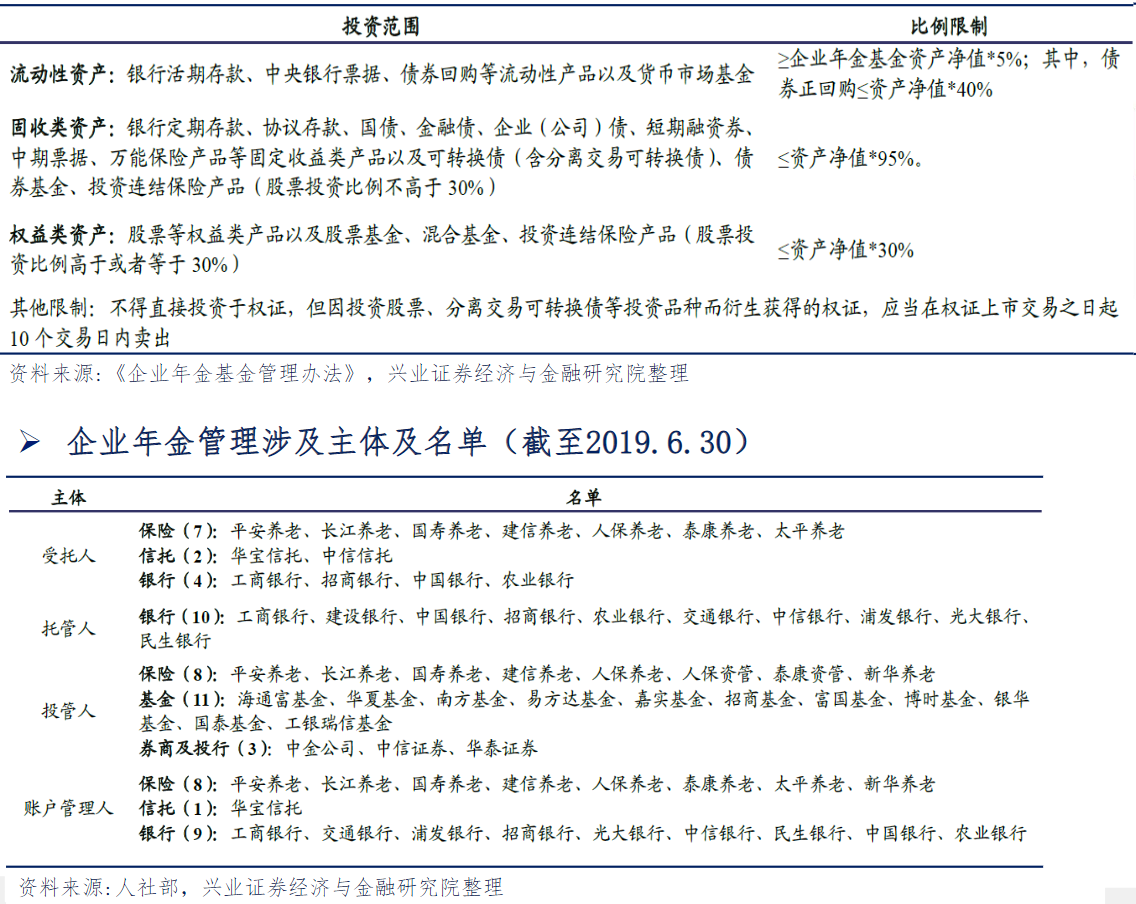 投资范围 比例限制
流动性资产：银行活期存款、中央银行票据、债券回购等流动性产品以及货币市场基金
≥企业年金基金资产净值*5%；其中，债
券正回购≤资产净值*40%
固收类资产：银行定期存款、协议存款、国债、金融债、企业（公司）债、短期融资券、
中期票据、万能保险产品等固定收益类产品以及可转换债（含分离交易可转换债）、债
券基金、投资连结保险产品（股票投资比例不高于 30%）
≤资产净值*95%。
权益类资产：股票等权益类产品以及股票基金、混合基金、投资连结保险产品（股票投
资比例高于或者等于 30%）
≤资产净值*30%
其他限制：不得直接投资于权证，但因投资股票、分离交易可转换债等投资品种而衍生获得的权证，应当在权证上市交易之日起
10 个交易日内卖出
资料来源:《企业年金基金管理办法》，兴业证券经济与金融研究院整理
➢ 企业年金管理涉及主体及名单（截至2019.6.30）
主体 名单
受托人
保险（7）：平安养老、长江养老、国寿养老、建信养老、人保养老、泰康养老、太平养老
信托（2）：华宝信托、中信信托
银行（4）：工商银行、招商银行、中国银行、农业银行
托管人
银行（10）：工商银行、建设银行、中国银行、招商银行、农业银行、交通银行、中信银行、浦发银行、光大银行、
民生银行
投管人
保险（8）：平安养老、长江养老、国寿养老、建信养老、人保养老、人保资管、泰康资管、新华养老
基金（11）：海通富基金、华夏基金、南方基金、易方达基金、嘉实基金、招商基金、富国基金、博时基金、银华
基金、国泰基金、工银瑞信基金
券商及投行（3）：中金公司、中信证券、华泰证券
账户管理人
保险（8）：平安养老、长江养老、国寿养老、建信养老、人保养老、泰康养老、太平养老、新华养老
信托（1）：华宝信托
银行（9）：工商银行、交通银行、浦发银行、招商银行、光大银行、中信银行、民生银行、中国银行、农业银行
资料来源:人社部，兴业证券经济与金融研究院整理